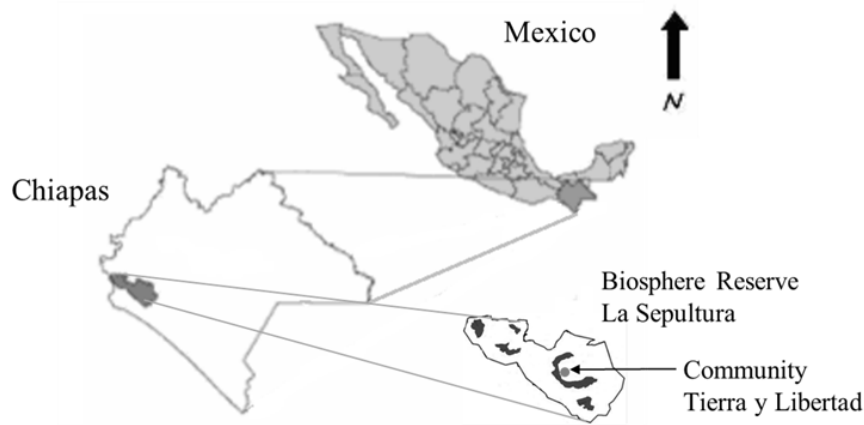 Mexico
N
Chiapas
Biosphere Reserve
La Sepultura
Community
Tierra y Libertad